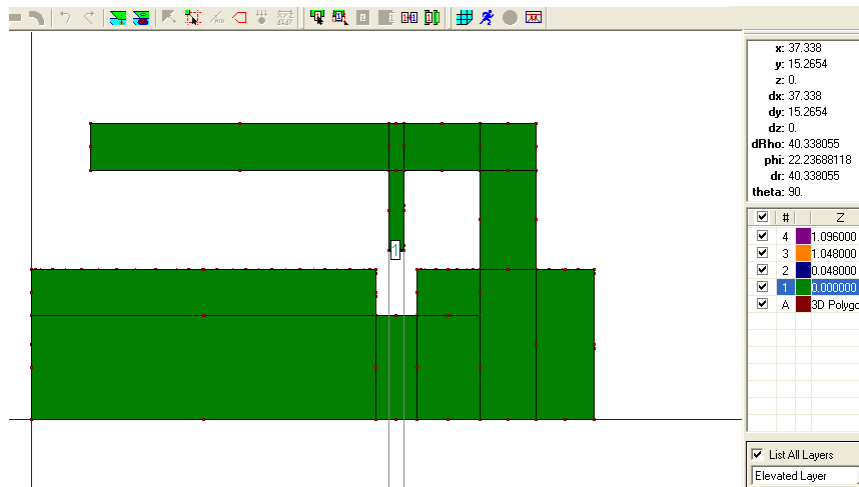 x: 37.338
y: 15.2654
z: 0.
dx: 37.338
dy: 15.2654
dz: 0.
dRho: 40.338055
phi: 22.23688118
dr: 40.338055
theta: 90.
# Z
4 1.096000
3 1.048000
2 0.048000
1 0.000000
A 3D Polygo
1
List All Layers
Elevated Layer